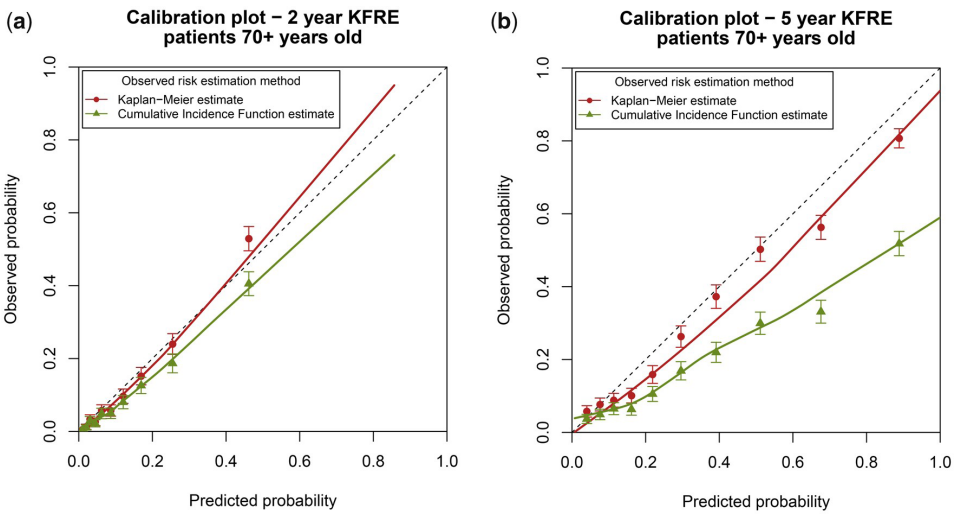 (a)
Calibration plot − 2 year KFRE
patients 70+ years old
Observed risk estimation method
Kaplan−Meier estimate
Cumulative Incidence Function estimate
Observed probability
1.0
0.8
0.6
0.4
0.2
0.0
0.0 0.2 0.4 0.6 0.8 1.0
Predicted probability
(b)
Calibration plot − 5 year KFRE
patients 70+ years old
Observed risk estimation method
Kaplan−Meier estimate
Cumulative Incidence Function estimate
Observed probability
1.0
0.8
0.6
0.4
0.2
0.0
0.0 0.2 0.4 0.6 0.8 1.0
Predicted probability